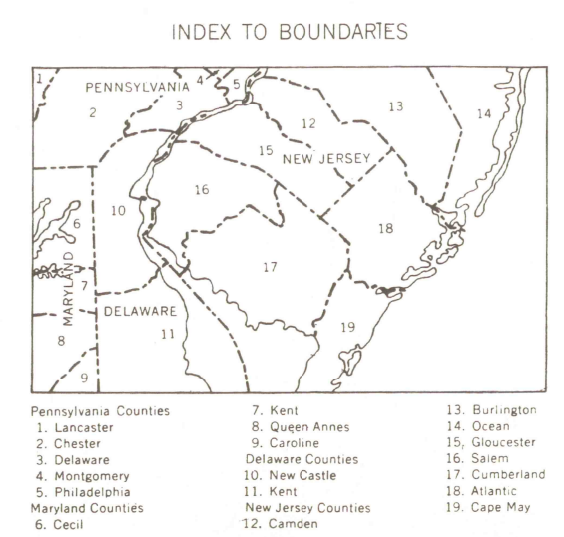 INDEX TO BOUNDARIES
1
PENNSYLVANIA
4
5
2
3
12
13
14
15
NEW JERSEY
16
6
10
18
17
MARYLAND
7
DELAWARE
8
11
19
9
Pennsylvania Counties
1. Lancaster
2. Chester
3. Delaware
4. Montgomery
5. Philadelphia
Maryland Counties
6. Cecil
7. Kent
8. Queen Annes
9. Caroline
Delaware Counties
10. New Castle
11. Kent
New Jersey Counties
12. Camden
13. Burlington
14. Ocean
15. Gloucester
16. Salem
17. Cumberland
18. Atlantic
19. Cape May